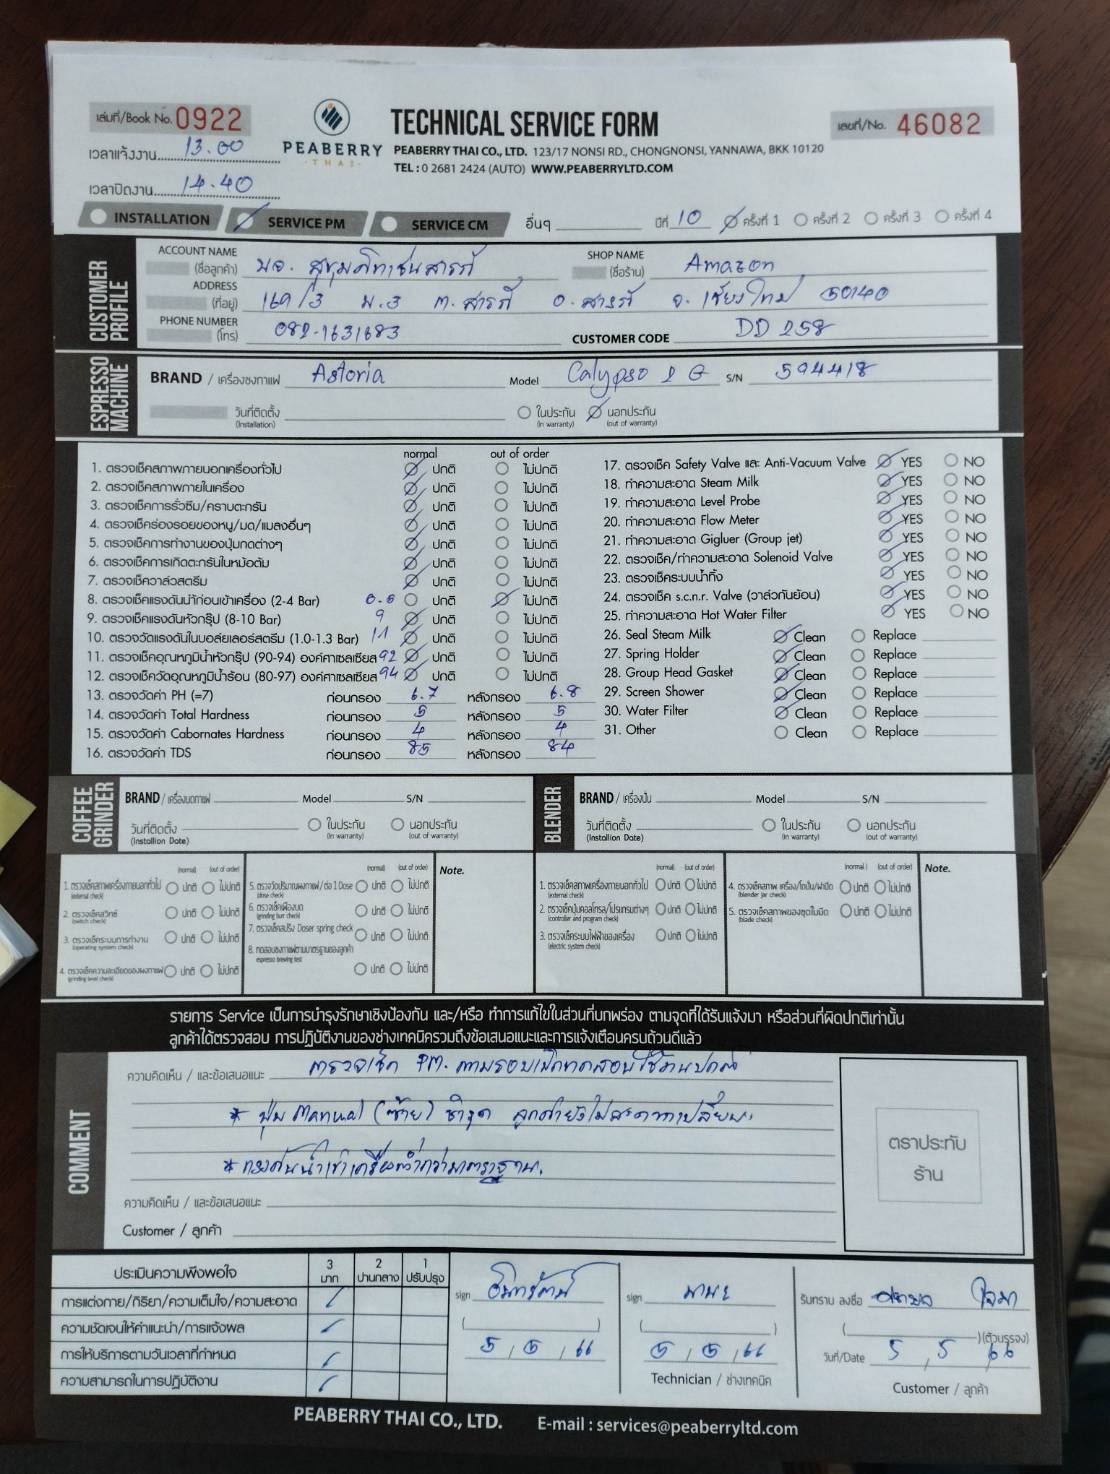 เล่มที่/Book No. 0922
PEABERRY
THAI
TECHNICAL SERVICE FORM
เลขที่/No. 46082
PEABERRY THAI CO., LTD. 123/17 NONSI RD., CHONGNONSI, YANNAWA, BKK 10120
TEL : 0 2681 2424 (AUTO) WWW.PEABERRYLTD.COM
เวลาแจ้งงาน 13.00
เวลาปิดงาน 14.40
INSTALLATION SERVICE PM SERVICE CM อื่นๆ ปีที่ 10 ครั้งที่ 1 ครั้งที่ 2 ครั้งที่ 3 ครั้งที่ 4
CUSTOMER PROFILE
ACCOUNT NAME (ชื่อลูกค้า) SHOP NAME (ชื่อร้าน) Amazon
ADDRESS (ที่อยู่) 169/3 ม.3 ต.สารภี อ.สารภี จ.เชียงใหม่ 50140
PHONE NUMBER (โทร) 082-1631683 CUSTOMER CODE DD 258
ESPRESSO MACHINE
BRAND / เครื่องชงกาแฟ Astoria Model Calypso 2 G S/N 594418
วันที่ติดตั้ง (Installation) ในประกัน (in warranty) นอกประกัน (out of warranty)
normal out of order
1. ตรวจเช็คสภาพภายนอกเครื่องทั่วไป ปกติ ไม่ปกติ
2. ตรวจเช็คสภาพภายในเครื่อง ปกติ ไม่ปกติ
3. ตรวจเช็คการรั่วซึม/คราบตะกรัน ปกติ ไม่ปกติ
4. ตรวจเช็คร่องรอยของหนู/มด/แมลงอื่นๆ ปกติ ไม่ปกติ
5. ตรวจเช็คการทำงานของปุ่มกดต่างๆ ปกติ ไม่ปกติ
6. ตรวจเช็คการเกิดตะกรันในหม้อต้ม ปกติ ไม่ปกติ
7. ตรวจเช็ควาล์วสตรีม ปกติ ไม่ปกติ
8. ตรวจเช็คแรงดันน้ำก่อนเข้าเครื่อง (2-4 Bar) 0.6 ปกติ ไม่ปกติ
9. ตรวจเช็คแรงดันหัวกรุ๊ป (8-10 Bar) 9 ปกติ ไม่ปกติ
10. ตรวจวัดแรงดันในบอล์ยเลอร์สตรีม (1.0-1.3 Bar) 1.1 ปกติ ไม่ปกติ
11. ตรวจเช็คอุณหภูมิน้ำหัวกรุ๊ป (90-94) องศาเซลเซียส 92 ปกติ ไม่ปกติ
12. ตรวจเช็ควัดอุณหภูมิน้ำร้อน (80-97) องศาเซลเซียส 94 ปกติ ไม่ปกติ
13. ตรวจวัดค่า PH (=7) ก่อนกรอง 6.7 หลังกรอง 6.8
14. ตรวจวัดค่า Total Hardness ก่อนกรอง 5 หลังกรอง 5
15. ตรวจวัดค่า Cabornates Hardness ก่อนกรอง 4 หลังกรอง 4
16. ตรวจวัดค่า TDS ก่อนกรอง 85 หลังกรอง 84
17. ตรวจเช็ค Safety Valve และ Anti-Vacuum Valve YES NO
18. ทำความสะอาด Steam Milk YES NO
19. ทำความสะอาด Level Probe YES NO
20. ทำความสะอาด Flow Meter YES NO
21. ทำความสะอาด Gigluer (Group jet) YES NO
22. ตรวจเช็ค/ทำความสะอาด Solenoid Valve YES NO
23. ตรวจเช็คระบบน้ำทิ้ง YES NO
24. ตรวจเช็ค s.c.n.r. Valve (วาล์วกันย้อน) YES NO
25. ทำความสะอาด Hot Water Filter YES NO
26. Seal Steam Milk Clean Replace
27. Spring Holder Clean Replace
28. Group Head Gasket Clean Replace
29. Screen Shower Clean Replace
30. Water Filter Clean Replace
31. Other Clean Replace
COFFEE GRINDER
BRAND / เครื่องบดกาแฟ Model S/N
วันที่ติดตั้ง (Installion Date) ในประกัน (in warranty) นอกประกัน (out of warranty)
(normal) (out of order) (normal) (out of order) Note.
1. ตรวจเช็คสภาพเครื่องภายนอกทั่วไป (external check) ปกติ ไม่ปกติ
2. ตรวจเช็คสวิทซ์ (switch check) ปกติ ไม่ปกติ
3. ตรวจเช็คระบบการทำงาน (operating system check) ปกติ ไม่ปกติ
4. ตรวจเช็คความละเอียดของผงกาแฟ (grinding level check) ปกติ ไม่ปกติ
5. ตรวจวัดปริมาณผงกาแฟ/ต่อ 1 Dose (dose check) ปกติ ไม่ปกติ
6. ตรวจเช็คเฟืองบด (grinding burr check) ปกติ ไม่ปกติ
7. ตรวจเช็คสปริง Doser spring check ปกติ ไม่ปกติ
8. ทดสอบชงกาแฟตามมาตรฐานของลูกค้า espresso brewing test ปกติ ไม่ปกติ
BLENDER
BRAND / เครื่องปั่น Model S/N
วันที่ติดตั้ง (Installion Date) ในประกัน (in warranty) นอกประกัน (out of warranty)
(normal) (out of order) (normal) (out of order) Note.
1. ตรวจเช็คสภาพเครื่องภายนอกทั่วไป (external check) ปกติ ไม่ปกติ
2. ตรวจเช็คปุ่มคอลโทรล/โปรแกรมต่างๆ (controller and program check) ปกติ ไม่ปกติ
3. ตรวจเช็คระบบไฟฟ้าของเครื่อง (electric system check) ปกติ ไม่ปกติ
4. ตรวจเช็คสภาพ เครื่อง/โถปั่น/ฝาปิด (blender jar check) ปกติ ไม่ปกติ
5. ตรวจเช็คสภาพของชุดใบมีด (blade check) ปกติ ไม่ปกติ
รายการ Service เป็นการบำรุงรักษาเชิงป้องกัน และ/หรือ ทำการแก้ไขในส่วนที่บกพร่อง ตามจุดที่ได้รับแจ้งมา หรือส่วนที่ผิดปกติเท่านั้น
ลูกค้าได้ตรวจสอบ การปฏิบัติงานของช่างเทคนิครวมถึงข้อเสนอแนะและการแจ้งเตือนครบถ้วนดีแล้ว
COMMENT
ความคิดเห็น / และข้อเสนอแนะ ตรวจเช็ค PM. ตามรอบเปิดทดสอบใช้งานปกติ
* ปุ่ม Manual (ซ้าย) ชำรุด ลูกค้ายังไม่สะดวกเปลี่ยน.
* แรงดันน้ำเข้าเครื่องต่ำกว่ามาตราฐาน.
ความคิดเห็น / และข้อเสนอแนะ
Customer / ลูกค้า
ตราประทับ
ร้าน
ประเมินความพึงพอใจ 3 มาก 2 ปานกลาง 1 ปรับปรุง
การแต่งกาย/กิริยา/ความเต็มใจ/ความสะอาด
ความชัดเจนให้คำแนะนำ/การแจ้งผล
การให้บริการตามวันเวลาที่กำหนด
ความสามารถในการปฏิบัติงาน
sign
5 / 5 / 66
sign มานะ
5 / 5 / 66
Technician / ช่างเทคนิค
รับทราบ ลงชื่อ
(ตัวบรรจง)
วันที่/Date 5 / 5 / 66
Customer / ลูกค้า
PEABERRY THAI CO., LTD. E-mail : services@peaberryltd.com